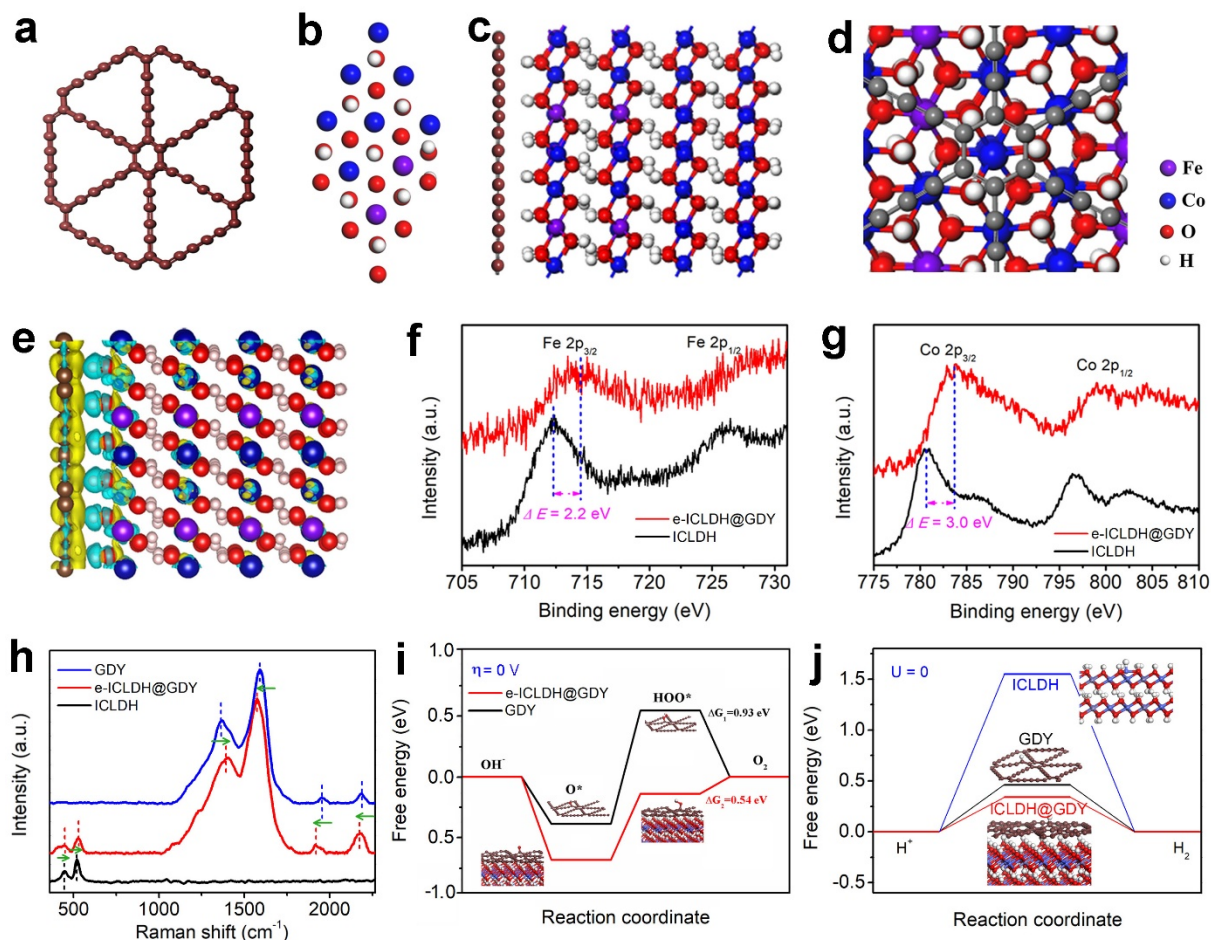 a
b
c
d
Fe
Co
O
H
e
f
Fe 2p3/2
Fe 2p1/2
Δ E = 2.2 eV
e-ICLDH@GDY
ICLDH
705 710 715 720 725 730
Binding energy (eV)
Intensity (a.u.)
g
Co 2p3/2
Co 2p1/2
Δ E = 3.0 eV
e-ICLDH@GDY
ICLDH
775 780 785 790 795 800 805 810
Binding energy (eV)
Intensity (a.u.)
h
GDY
e-ICLDH@GDY
ICLDH
500 1000 1500 2000
Raman shift (cm-1)
Intensity (a.u.)
i
η = 0 V
e-ICLDH@GDY
GDY
HOO*
ΔG1=0.93 eV
OH-
O*
O2
ΔG2=0.54 eV
1.0
0.5
0.0
0.5
-1.0
Free energy (eV)
Reaction coordinate
j
U = 0
ICLDH
GDY
ICLDH@GDY
H+
H2
1.5
1.0
0.5
0.0
-0.5
Free energy (eV)
Reaction coordinate